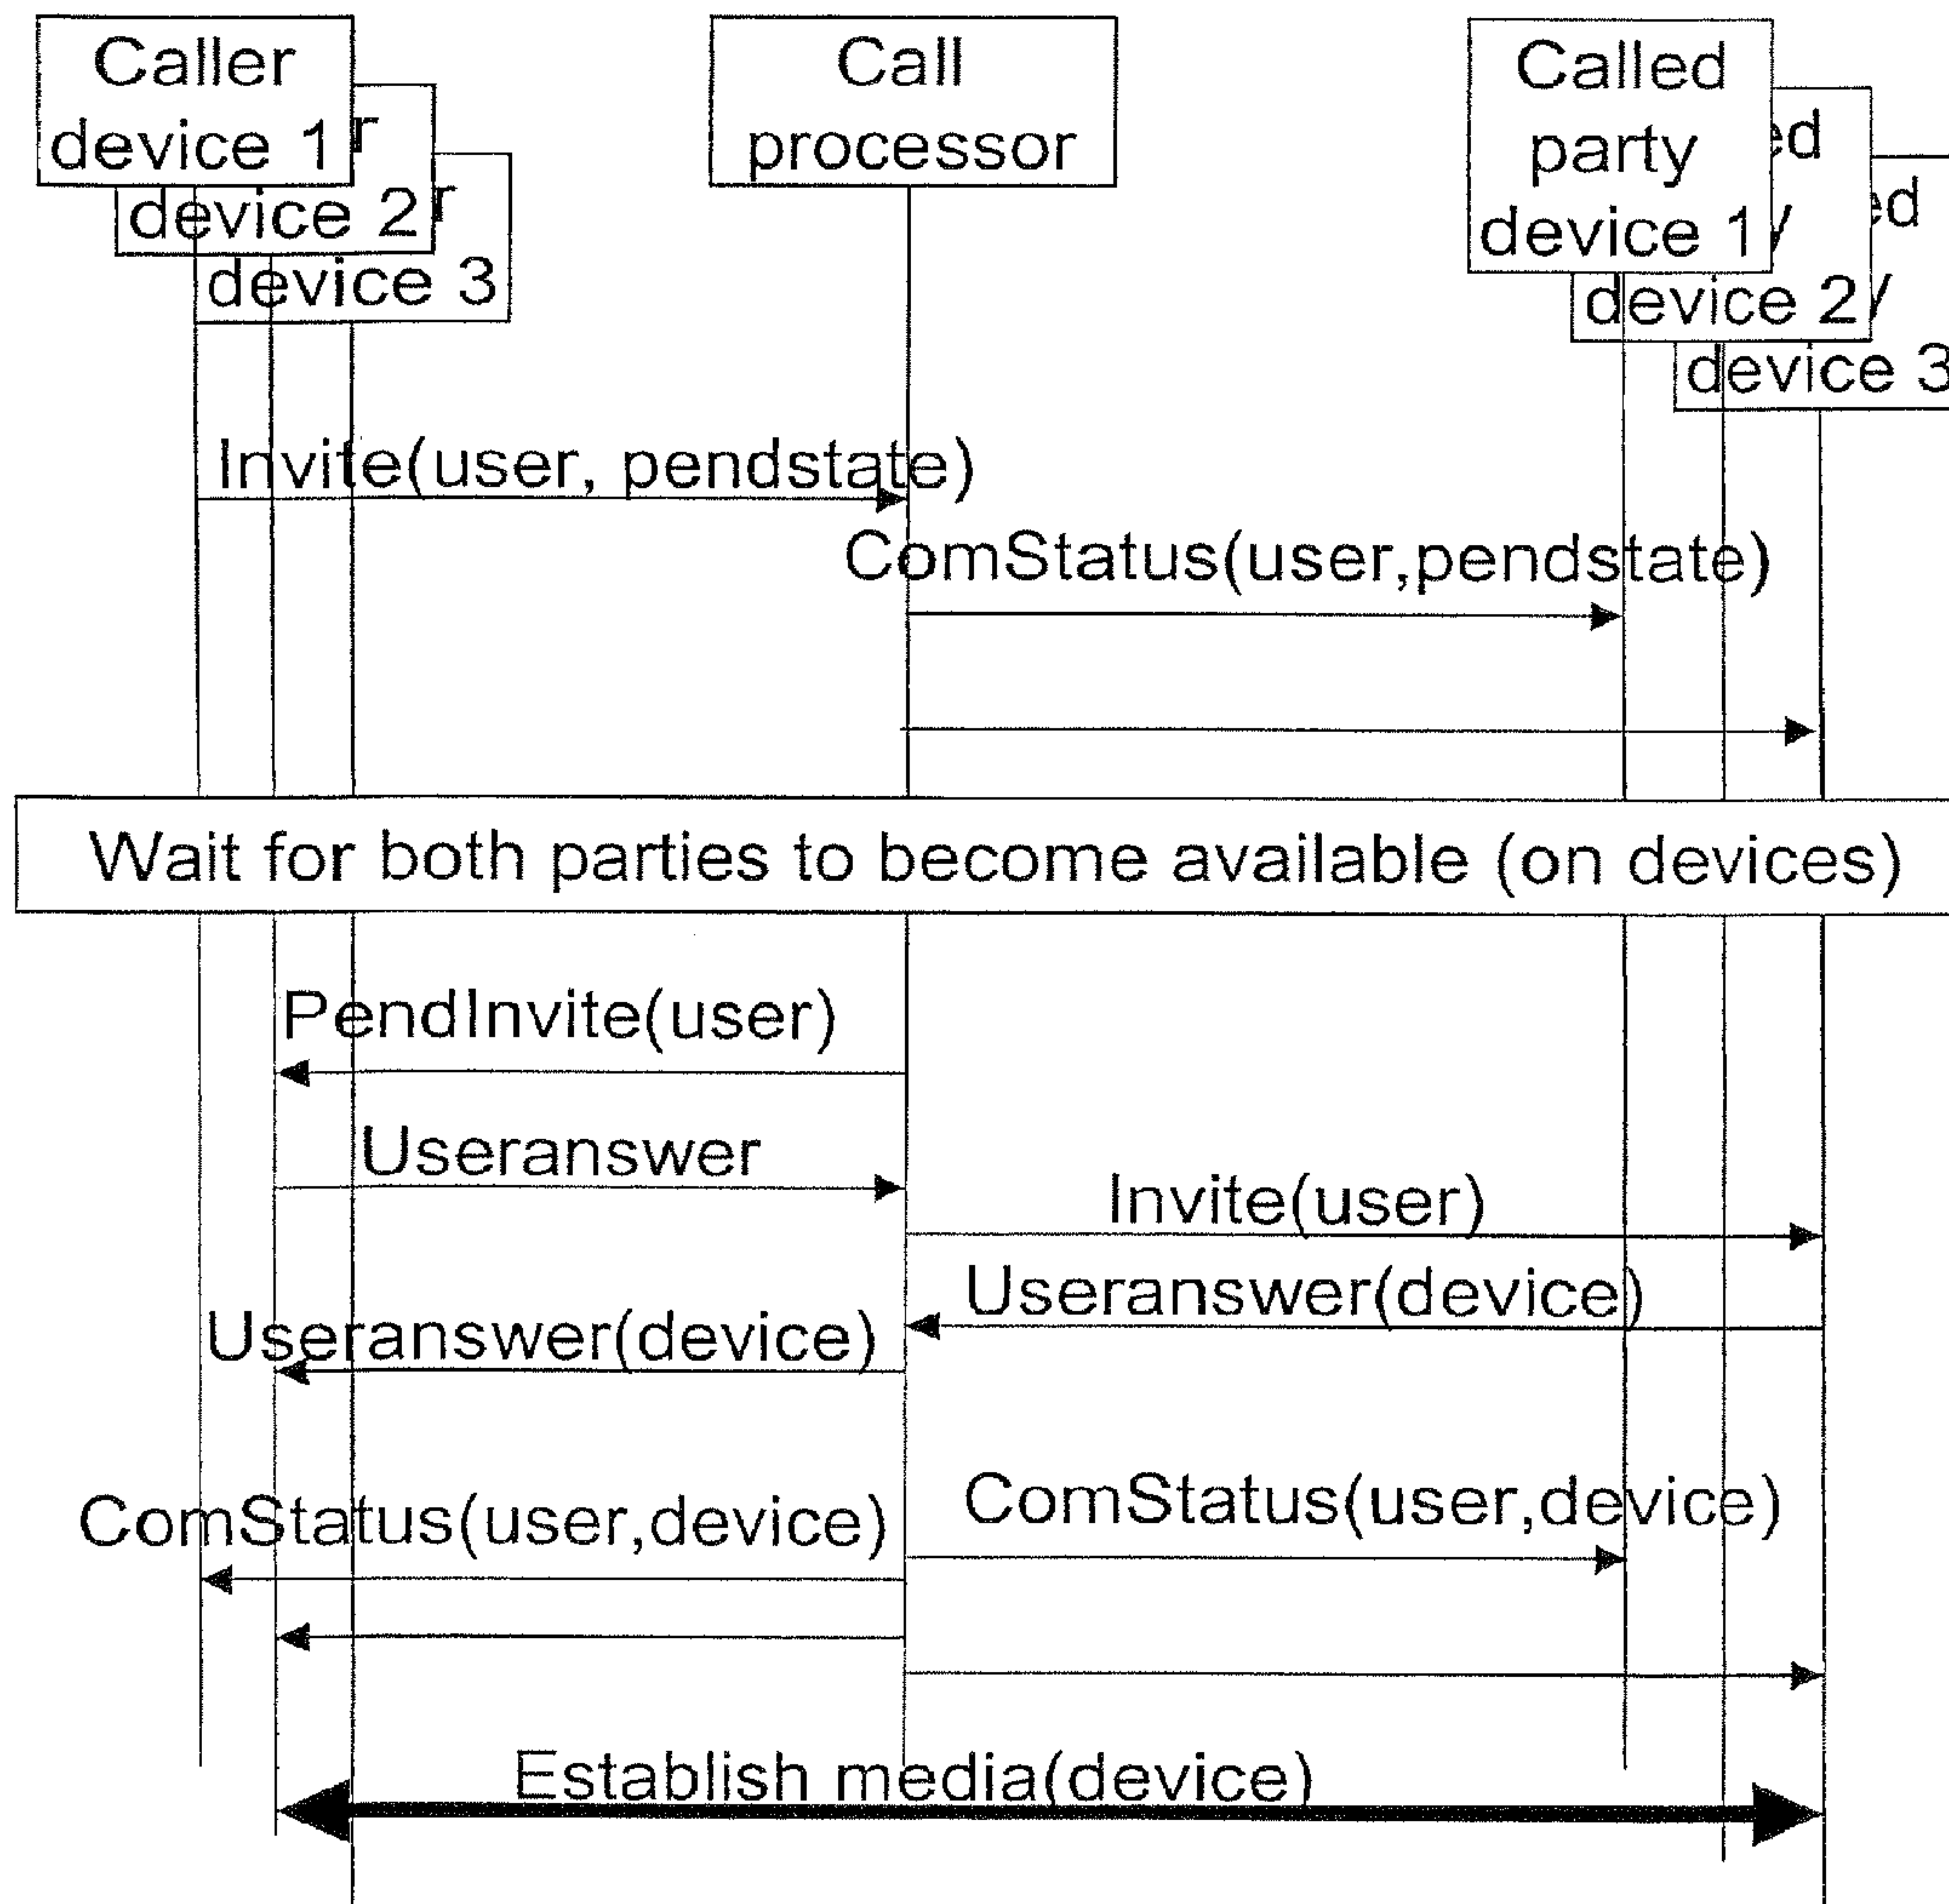 Caller
device 1
r
device 2
r
device 3
Call
processor
Called
party
device 1
ed
y
device 2
ed
y
device 3
Invite(user, pendstate)
ComStatus(user,pendstate)
Wait for both parties to become available (on devices)
PendInvite(user)
Useranswer
Invite(user)
Useranswer(device)
Useranswer(device)
ComStatus(user,device)
ComStatus(user,device)
Establish media(device)